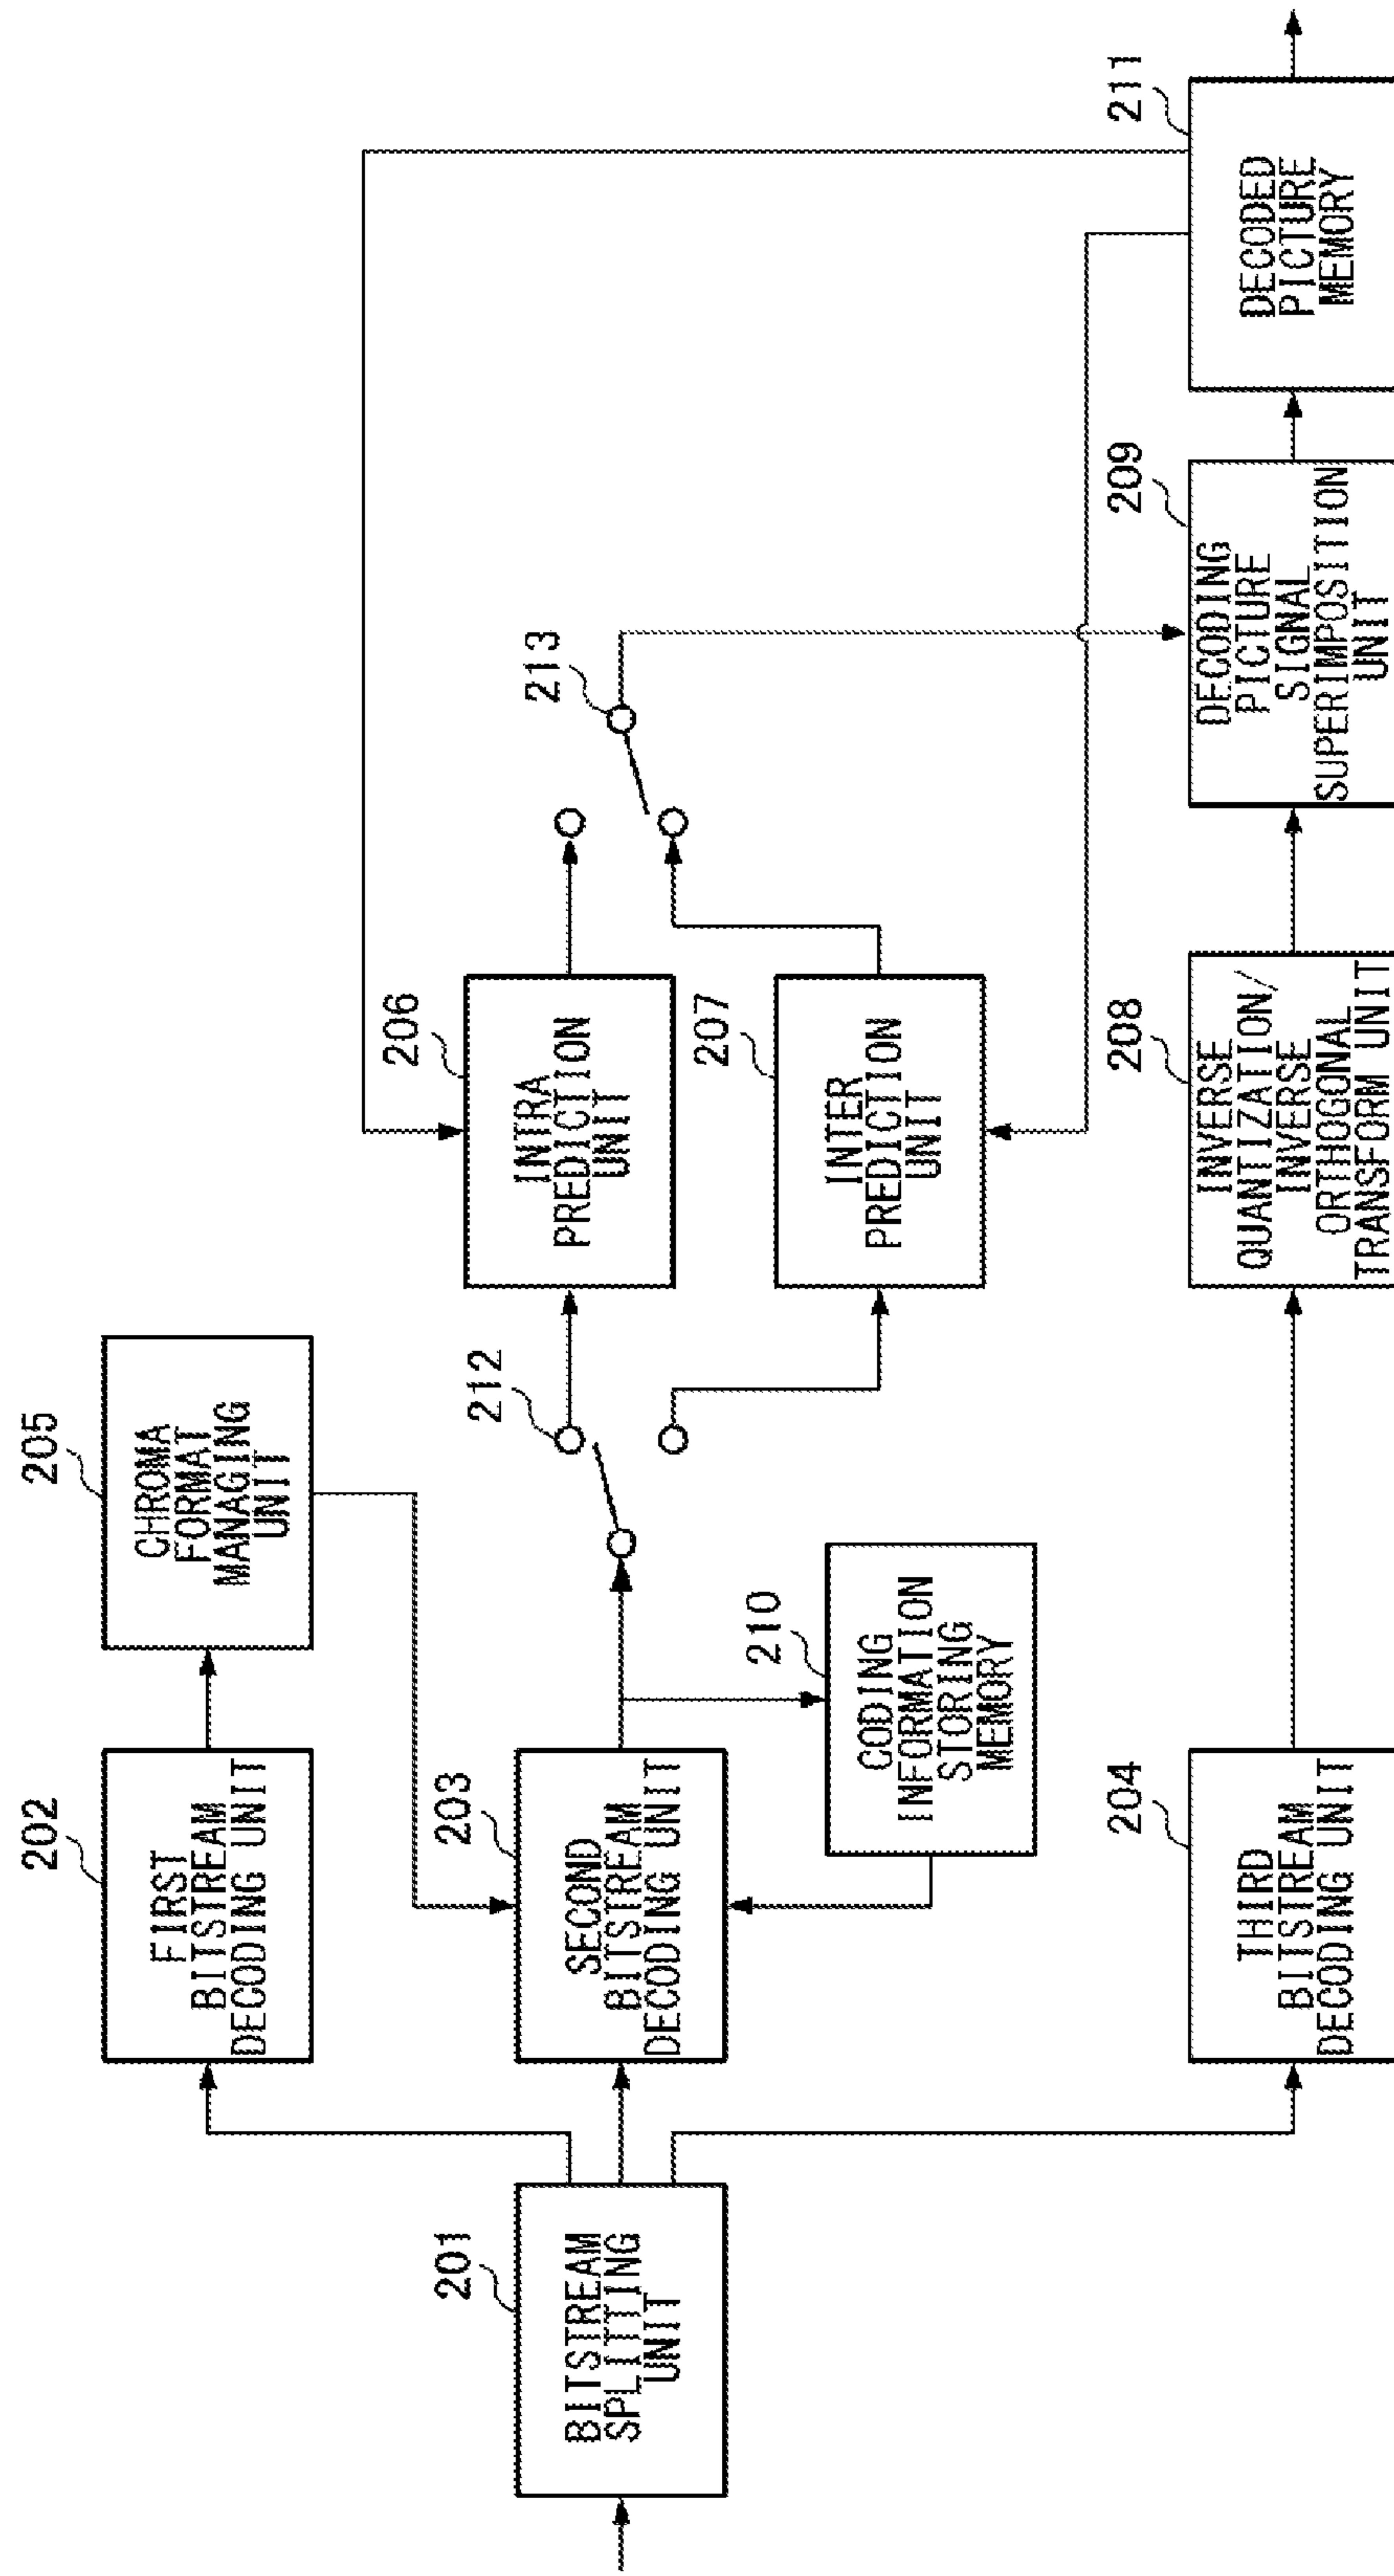 201
BITSTREAM
SPLITTING
UNIT
202
FIRST
BITSTREAM
DECODING UNIT
203
SECOND
BITSTREAM
DECODING UNIT
204
THIRD
BITSTREAM
DECODING UNIT
205
CHROMA
FORMAT
MANAGING
UNIT
210
CODING
INFORMATION
STORING
MEMORY
212
206
INTRA
PREDICTION
UNIT
207
INTER
PREDICTION
UNIT
208
INVERSE
QUANTIZATION/
INVERSE
ORTHOGONAL
TRANSFORM UNIT
213
209
DECODING
PICTURE
SIGNAL
SUPERIMPOSITION
UNIT
211
DECODED
PICTURE
MEMORY